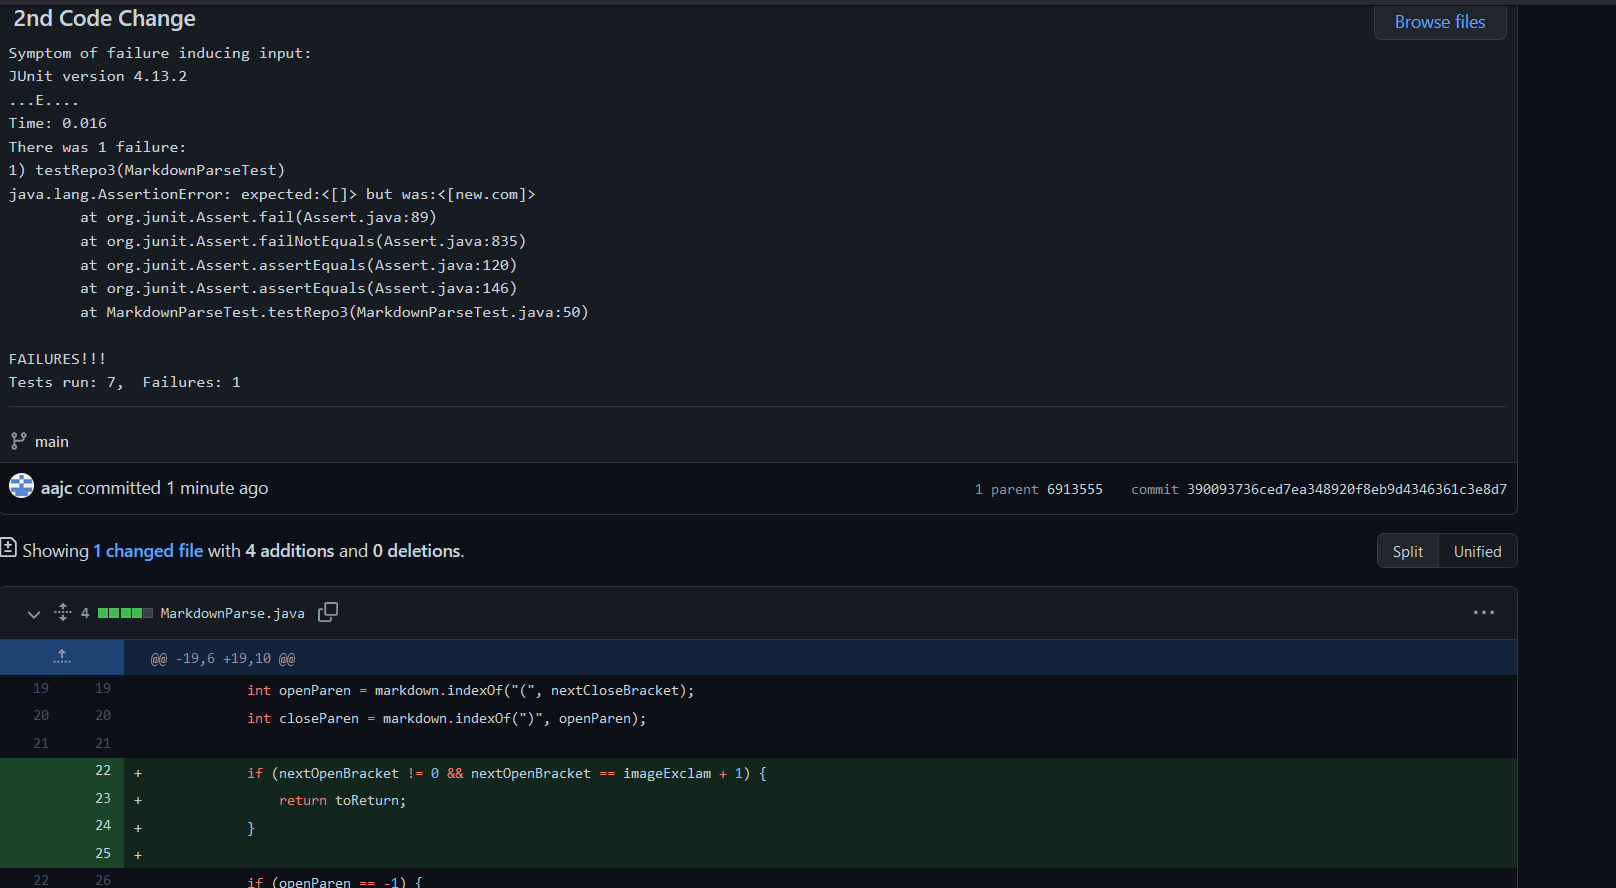 2nd Code Change
Browse files
Symptom of failure inducing input:
JUnit version 4.13.2
...E....
Time: 0.016
There was 1 failure:
1) testRepo3(MarkdownParseTest)
java.lang.AssertionError: expected:<[]> but was:<[new.com]>
        at org.junit.Assert.fail(Assert.java:89)
        at org.junit.Assert.failNotEquals(Assert.java:835)
        at org.junit.Assert.assertEquals(Assert.java:120)
        at org.junit.Assert.assertEquals(Assert.java:146)
        at MarkdownParseTest.testRepo3(MarkdownParseTest.java:50)
FAILURES!!!
Tests run: 7,  Failures: 1
main
aajc committed 1 minute ago 1 parent 6913555 commit 390093736ced7ea348920f8eb9d4346361c3e8d7
Showing 1 changed file with 4 additions and 0 deletions. Split Unified
4 MarkdownParse.java
@@ -19,6 +19,10 @@
19 19 int openParen = markdown.indexOf("(", nextCloseBracket);
20 20 int closeParen = markdown.indexOf(")", openParen);
21 21
22 + if (nextOpenBracket != 0 && nextOpenBracket == imageExclam + 1) {
23 + return toReturn;
24 + }
25 +
22 26 if (openParen == -1) {